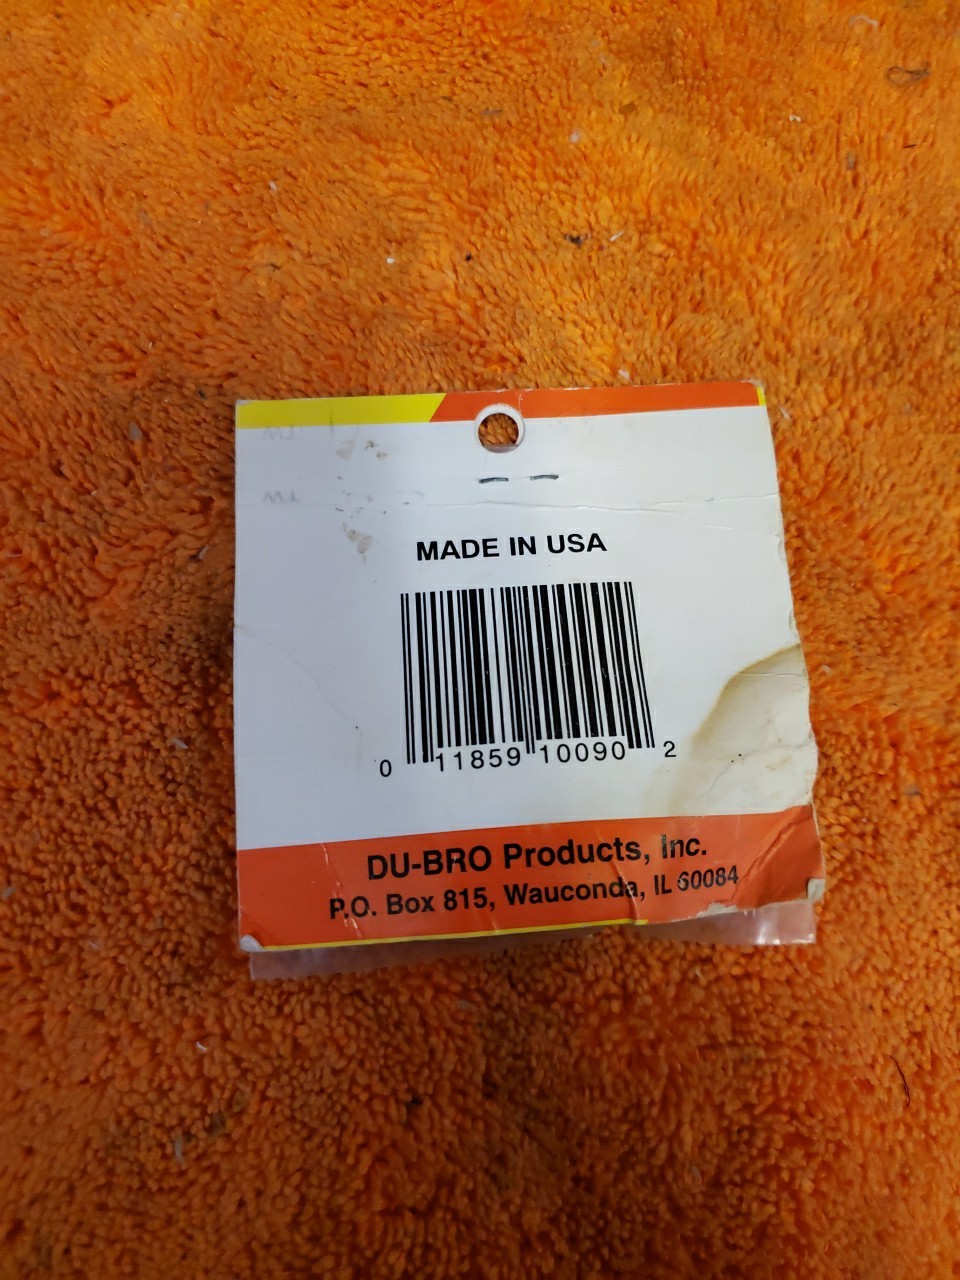 MADE IN USA
0 11859 10090 2
DU-BRO Products, Inc.
P.O. Box 815, Wauconda, IL 60084